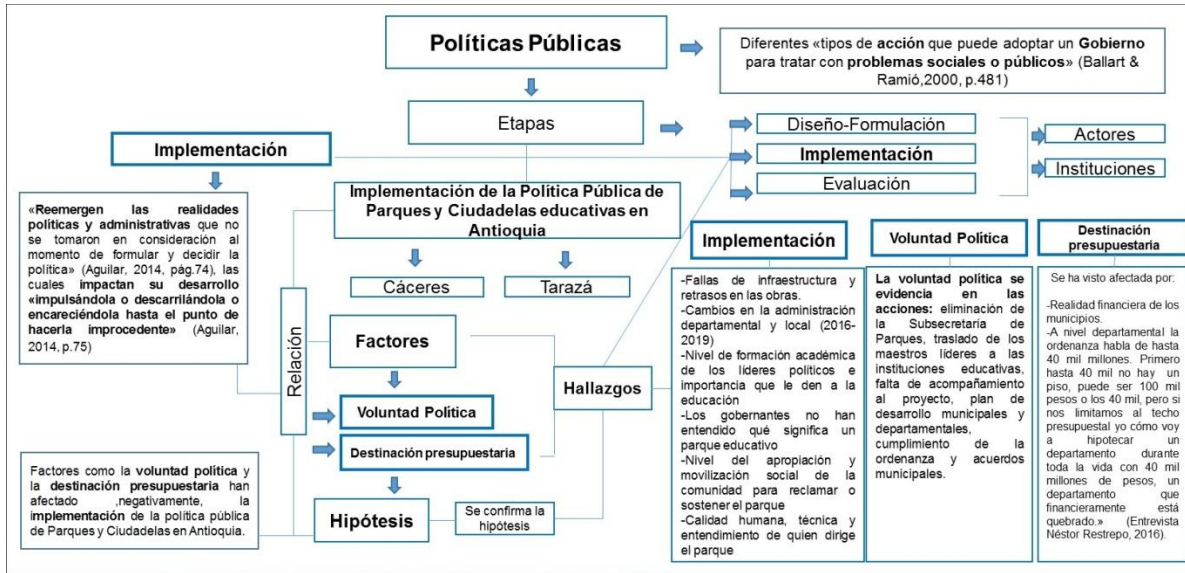 Políticas Públicas
Diferentes «tipos de acción que puede adoptar un Gobierno
para tratar con problemas sociales o públicos» (Ballart &
Ramió,2000, p.481)
Etapas
Diseño-Formulación
Implementación
Evaluación
Actores
Instituciones
Implementación
«Reemergen las realidades
políticas y administrativas que no
se tomaron en consideración al
momento de formular y decidir la
política» (Aguilar, 2014, pág.74), las
cuales impactan su desarrollo
«impulsándola o descarrilándola o
encareciéndola hasta el punto de
hacerla improcedente» (Aguilar,
2014, p.75)
Implementación de la Política Pública de
Parques y Ciudadelas educativas en
Antioquia
Cáceres
Tarazá
Relación
Factores
Voluntad Política
Destinación presupuestaria
Hipótesis
Se confirma la
hipótesis
Hallazgos
Factores como la voluntad política y
la destinación presupuestaria han
afectado ,negativamente, la
implementación de la política pública
de Parques y Ciudadelas en Antioquia.
Implementación
-Fallas de infraestructura y
retrasos en las obras.
-Cambios en la administración
departamental y local (2016-
2019)
-Nivel de formación académica
de los líderes políticos e
importancia que le den a la
educación
-Los gobernantes no han
entendido qué significa un
parque educativo
-Nivel del apropiación y
movilización social de la
comunidad para reclamar o
sostener el parque
-Calidad humana, técnica y
entendimiento de quien dirige
el parque
Voluntad Política
La voluntad política se
evidencia en las
acciones: eliminación de
la Subsecretaría de
Parques, traslado de los
maestros líderes a las
instituciones educativas,
falta de acompañamiento
al proyecto, plan de
desarrollo municipales y
departamentales,
cumplimiento de la
ordenanza y acuerdos
municipales.
Destinación
presupuestaria
Se ha visto afectada por:
-Realidad financiera de los
municipios.
-A nivel departamental la
ordenanza habla de hasta
40 mil millones. Primero
hasta 40 mil no hay un
piso, puede ser 100 mil
pesos o los 40 mil, pero si
nos limitamos al techo
presupuestal yo cómo voy
a hipotecar un
departamento durante
toda la vida con 40 mil
millones de pesos, un
departamento que
financieramente está
quebrado.» (Entrevista
Néstor Restrepo, 2016).